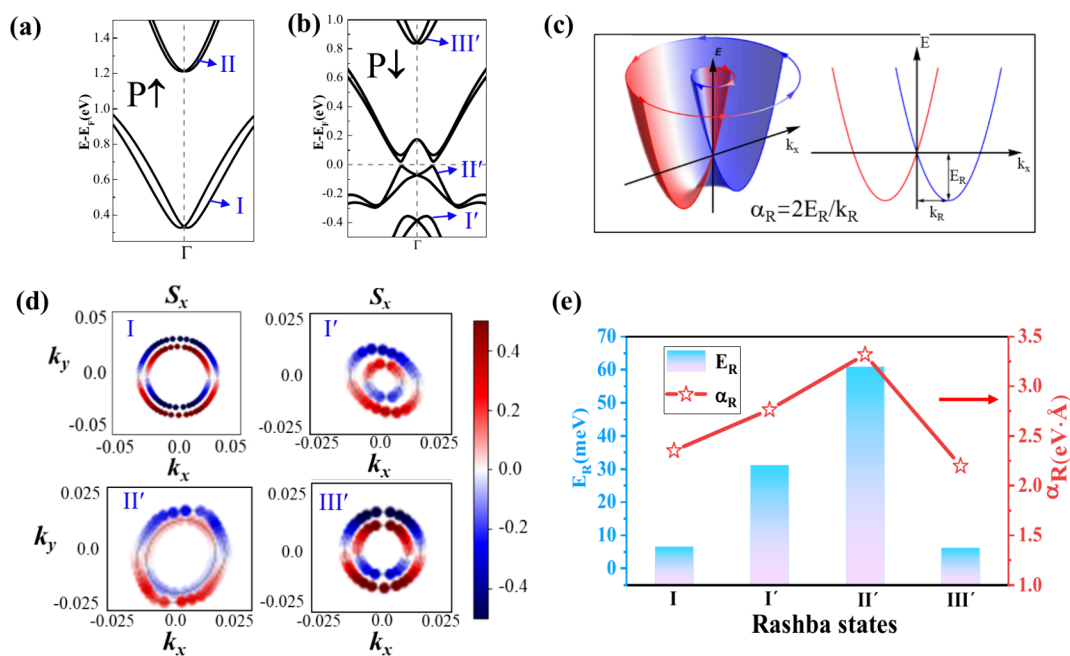 (a)
1.4
1.2
1.0
0.8
0.6
0.4
E-E_F(eV)
II
P↑
I
Γ
(b)
1.0
0.8
0.6
0.4
0.2
0.0
-0.2
-0.4
E-E_F(eV)
III′
P↓
II′
I′
Γ
(c)
E
k_x
E
k_x
E_R
k_R
α_R=2E_R/k_R
(d)
S_x
0.05
I
k_y
0.0
-0.05
-0.05
0.0
0.05
k_x
S_x
0.025
I′
0.0
-0.025
-0.025
0.0
0.025
k_x
II′
0.025
k_y
0.0
-0.025
-0.025
0.0
0.025
k_x
III′
0.025
0.0
-0.025
-0.025
0.0
0.025
k_x
0.4
0.2
0.0
-0.2
-0.4
(e)
70
60
50
40
30
20
10
0
E_R(meV)
E_R
α_R
3.5
3.0
2.5
2.0
1.5
1.0
α_R(eV·Å)
I
I′
II′
III′
Rashba states